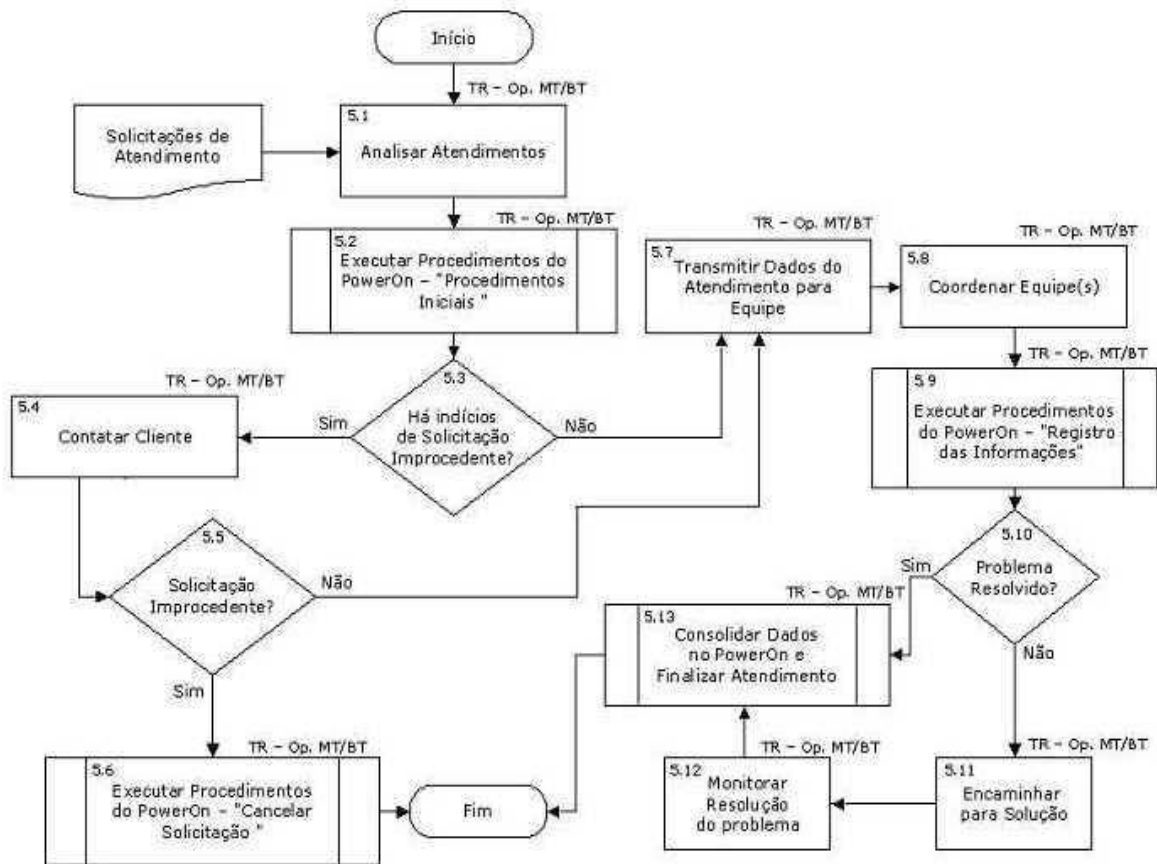 Início
TR - Op. MT/BT
Solicitações de
Atendimento
5.1
Analisar Atendimentos
TR - Op. MT/BT
5.2
Executar Procedimentos do
PowerOn - "Procedimentos
Iniciais "
TR - Op. MT/BT
5.7
Transmitir Dados do
Atendimento para
Equipe
TR - Op. MT/BT
5.8
Coordenar Equipe(s)
TR - Op. MT/BT
5.9
Executar Procedimentos
do PowerOn - "Registro
das Informações"
5.3
Há indícios
de Solicitação
Improcedente?
Sim
Não
TR - Op. MT/BT
5.4
Contatar Cliente
5.5
Solicitação
Improcedente?
Não
Sim
5.10
Problema
Resolvido?
Sim
Não
TR - Op. MT/BT
5.13
Consolidar Dados
no PowerOn e
Finalizar Atendimento
TR - Op. MT/BT
5.6
Executar Procedimentos
do PowerOn - "Cancelar
Solicitação "
Fim
TR - Op. MT/BT
5.12
Monitorar
Resolução
do problema
TR - Op. MT/BT
5.11
Encaminhar
para Solução